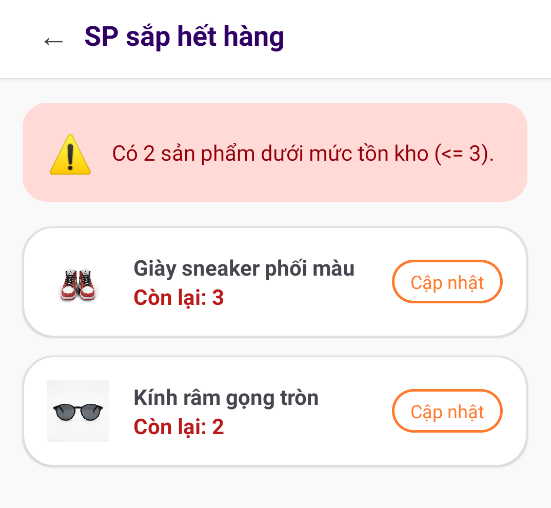 ← SP sắp hết hàng
Có 2 sản phẩm dưới mức tồn kho (<= 3).
Giày sneaker phối màu
Còn lại: 3
Cập nhật
Kính râm gọng tròn
Còn lại: 2
Cập nhật